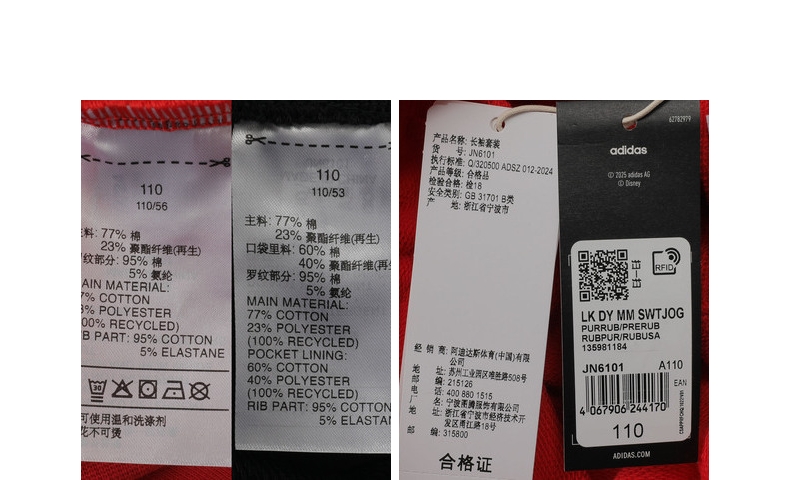 110
110/56
主料: 77% 棉
23% 聚酯纤维(再生)
罗纹部分: 95% 棉
5% 氨纶
MAIN MATERIAL:
77% COTTON
23% POLYESTER
(100% RECYCLED)
RIB PART: 95% COTTON
5% ELASTANE
可使用温和洗涤剂
花不可烫
110
110/53
主料: 77% 棉
23% 聚酯纤维(再生)
口袋里料: 60% 棉
40% 聚酯纤维(再生)
罗纹部分: 95% 棉
5% 氨纶
MAIN MATERIAL:
77% COTTON
23% POLYESTER
(100% RECYCLED)
POCKET LINING:
60% COTTON
40% POLYESTER
(100% RECYCLED)
RIB PART: 95% COTTON
5% ELASTAN
产品名称: 长袖套装
货 号: JN6101
执行标准: Q/320500 ADSZ 012-2024
产品等级: 合格品
检验合格: 检18
安全类别: GB 31701 B类
产 地: 浙江省宁波市
经 销 商: 阿迪达斯体育(中国)有限
公司
地 址: 苏州工业园区唯胜路508号
邮 编: 215126
电 话: 400 880 1515
厂 名: 宁波图腾服饰有限公司
地 址: 浙江省宁波市经济技术开
发区甬江路18号
邮 编: 315800
合格证
62782979
adidas
© 2025 adidas AG
© Disney
RFID
LK DY MM SWTJOG
PURRUB/PRERUB
RUBPUR/RUBUSA
135981184
JN6101 A110
EAN
4 067906 244170
110
ADIDAS.COM